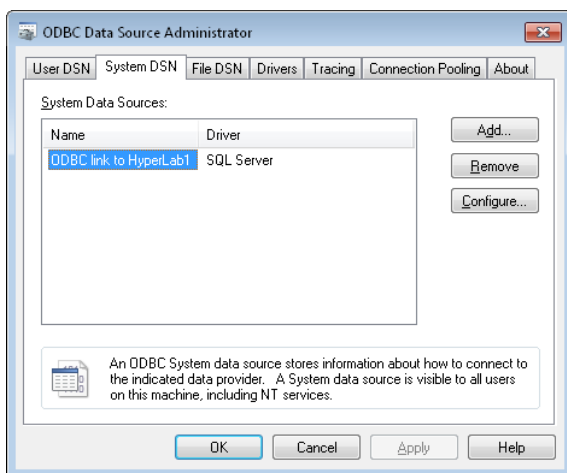 ODBC Data Source Administrator
User DSN System DSN File DSN Drivers Tracing Connection Pooling About
System Data Sources:
Name Driver
ODBC link to HyperLab1 SQL Server
Add...
Remove
Configure...
An ODBC System data source stores information about how to connect to
the indicated data provider. A System data source is visible to all users
on this machine, including NT services.
OK Cancel Apply Help